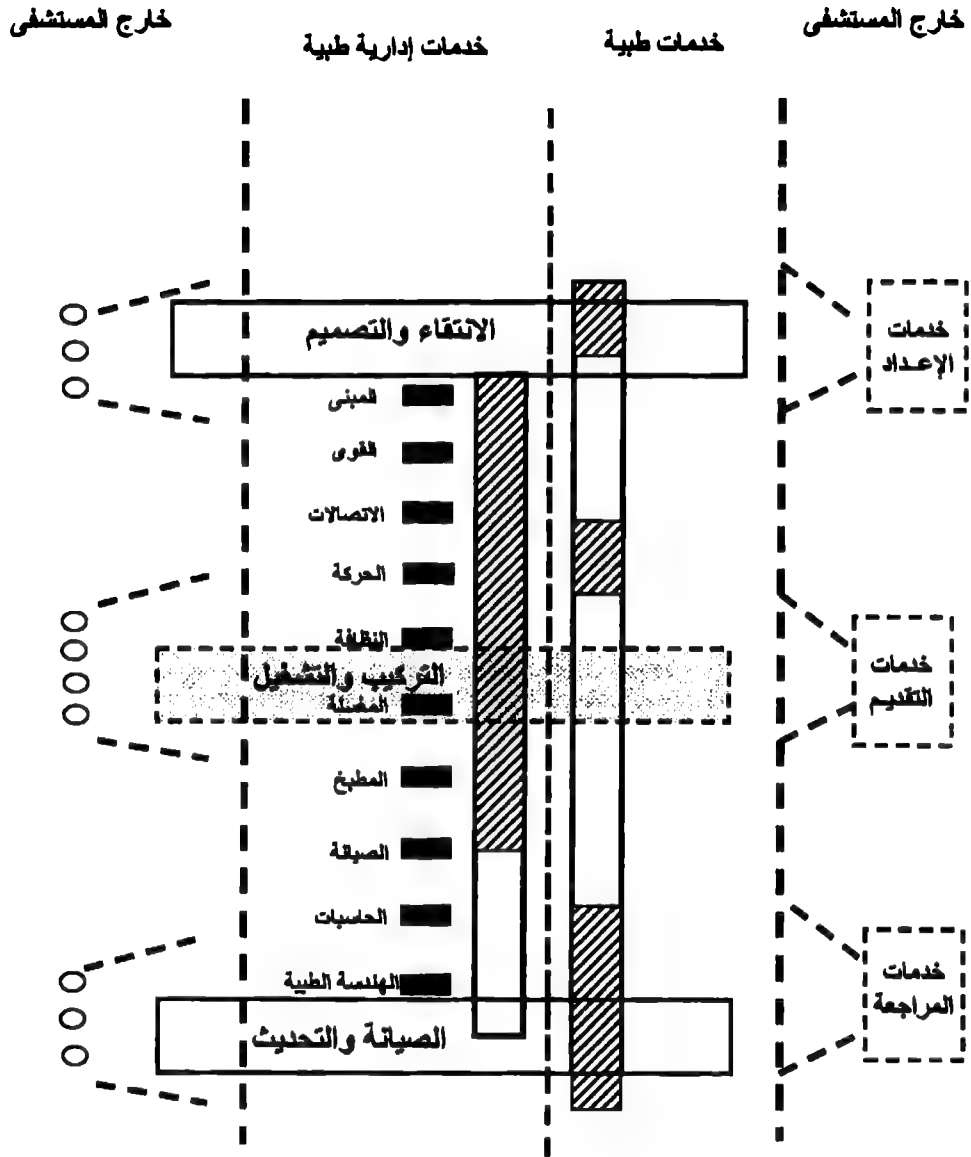 خارج المستشفى
خدمات طبية
خدمات إدارية طبية
خارج المستشفى
خدمات
الإعـداد
الانتقاء والتصميم
المبنى
القوى
الاتصالات
الحركة
النظافة
خدمات
التقديم
التركيب والتشغيل
المغسلة
المطبخ
الصيانة
الحاسبات
خدمات
المراجعة
الهندسة الطبية
الصيانة والتحديث